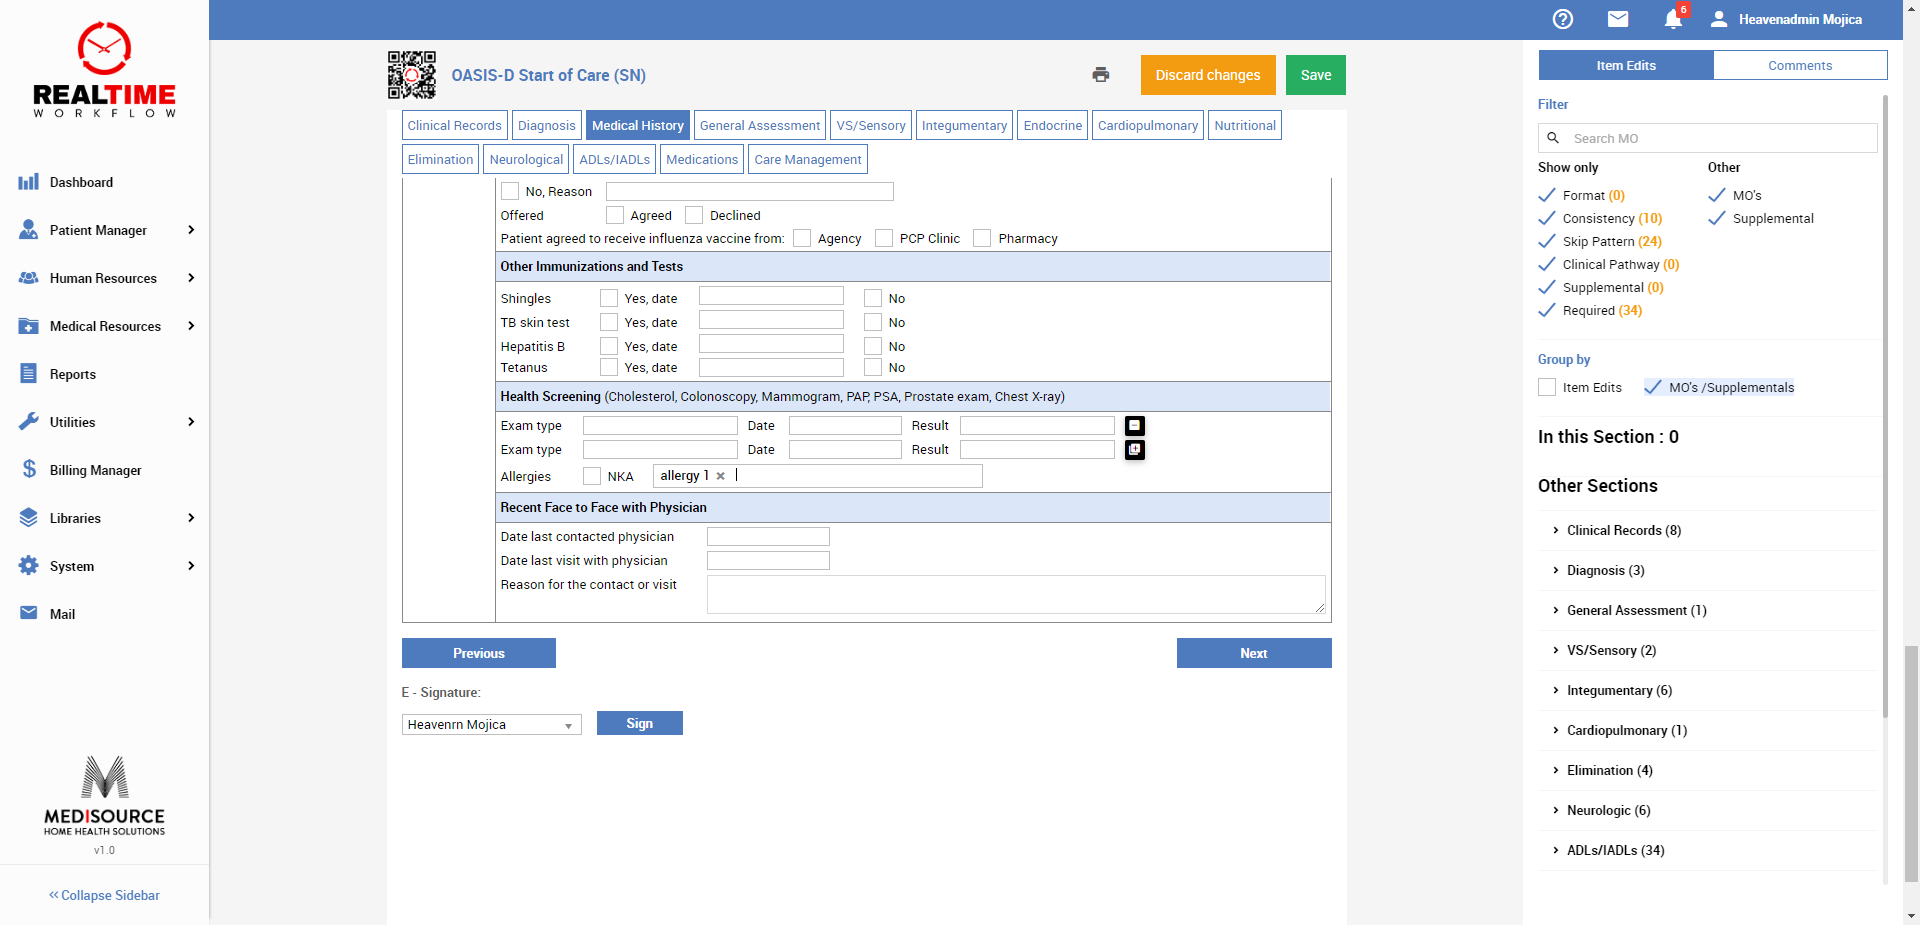 REALTIME
WORKFLOW
Dashboard
Patient Manager
Human Resources
Medical Resources
Reports
Utilities
Billing Manager
Libraries
System
Mail
MEDISOURCE
HOME HEALTH SOLUTIONS
v1.0
Collapse Sidebar
6
Heavenadmin Mojica
OASIS-D Start of Care (SN)
Discard changes
Save
Clinical Records Diagnosis Medical History General Assessment VS/Sensory Integumentary Endocrine Cardiopulmonary Nutritional
Elimination Neurological ADLs/IADLs Medications Care Management
No, Reason
Offered Agreed Declined
Patient agreed to receive influenza vaccine from: Agency PCP Clinic Pharmacy
Other Immunizations and Tests
Shingles Yes, date No
TB skin test Yes, date No
Hepatitis B Yes, date No
Tetanus Yes, date No
Health Screening (Cholesterol, Colonoscopy, Mammogram, PAP, PSA, Prostate exam, Chest X-ray)
Exam type Date Result
Exam type Date Result
Allergies NKA allergy 1 ×
Recent Face to Face with Physician
Date last contacted physician
Date last visit with physician
Reason for the contact or visit
Previous Next
E - Signature:
Heavenrn Mojica Sign
Item Edits Comments
Filter
Search MO
Show only Other
Format (0) MO's
Consistency (10) Supplemental
Skip Pattern (24)
Clinical Pathway (0)
Supplemental (0)
Required (34)
Group by
Item Edits MO's /Supplementals
In this Section : 0
Other Sections
Clinical Records (8)
Diagnosis (3)
General Assessment (1)
VS/Sensory (2)
Integumentary (6)
Cardiopulmonary (1)
Elimination (4)
Neurologic (6)
ADLs/IADLs (34)